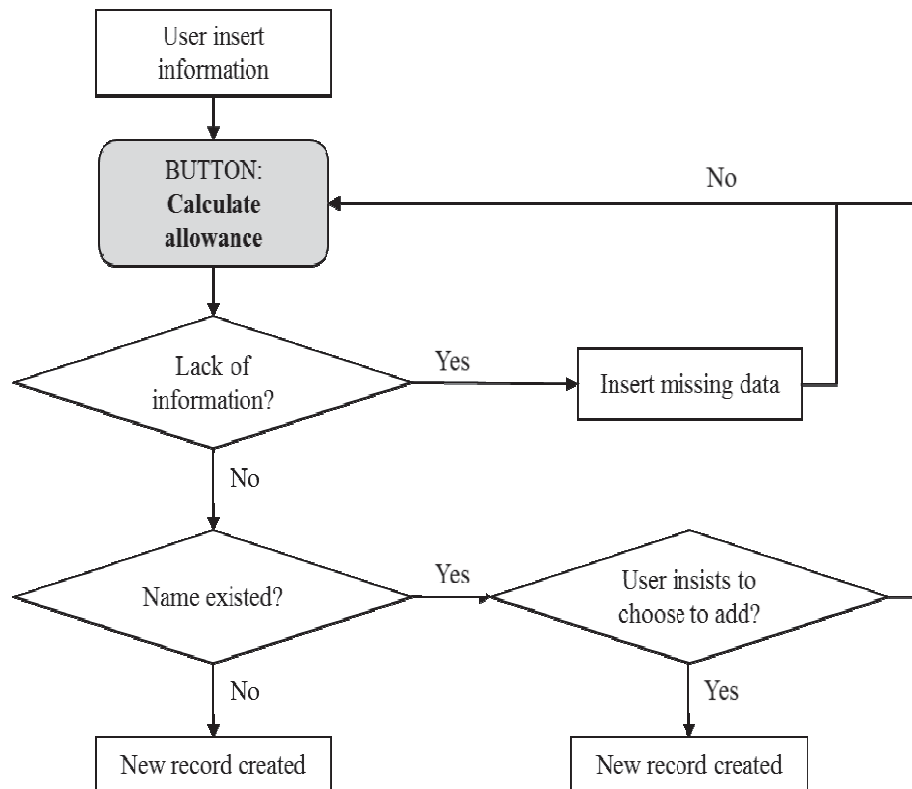 User insert
information
BUTTON:
Calculate
allowance
No
Lack of
information?
Yes
Insert missing data
No
Name existed?
Yes
User insists to
choose to add?
No
Yes
New record created
New record created